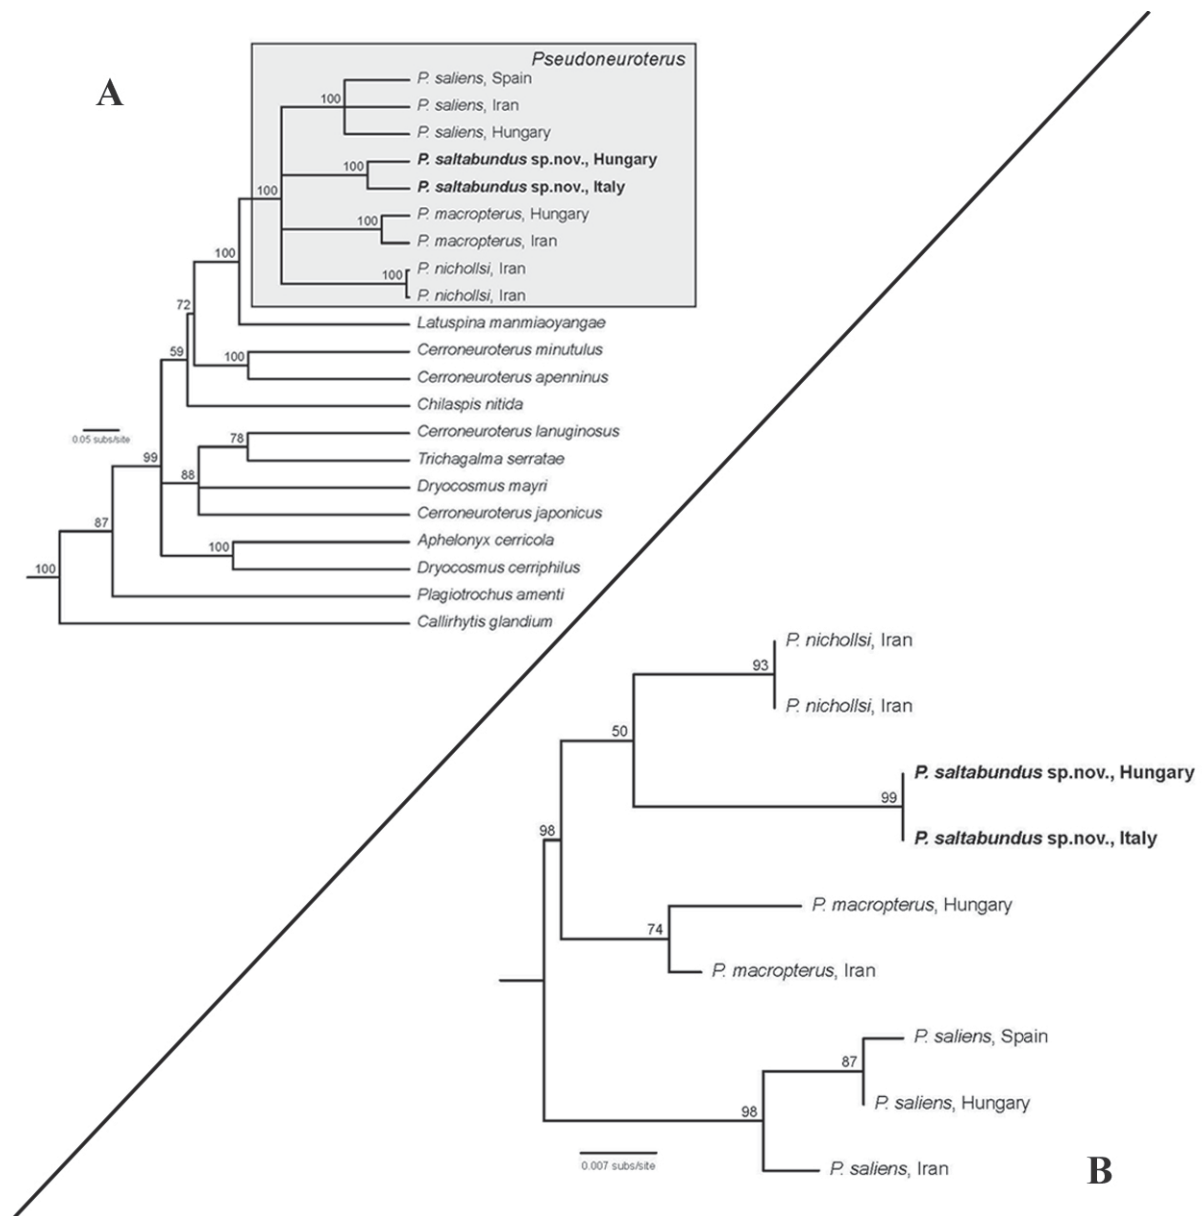 A
Pseudoneuroterus
P. saliens, Spain
100
P. saliens, Iran
P. saliens, Hungary
P. saltabundus sp.nov., Hungary
100
P. saltabundus sp.nov., Italy
100
P. macropterus, Hungary
100
P. macropterus, Iran
100
P. nichollsi, Iran
100
P. nichollsi, Iran
72
Latuspina manmiaoyangae
59
Cerroneuroterus minutulus
100
Cerroneuroterus apenninus
Chilaspis nitida
0.05 subs/site
Cerroneuroterus lanuginosus
78
Trichagalma serratae
99
88
Dryocosmus mayri
Cerroneuroterus japonicus
87
Aphelonyx cerricola
100
Dryocosmus cerriphilus
100
Plagiotrochus amenti
Callirhytis glandium
P. nichollsi, Iran
93
P. nichollsi, Iran
50
P. saltabundus sp.nov., Hungary
99
P. saltabundus sp.nov., Italy
98
P. macropterus, Hungary
74
P. macropterus, Iran
P. saliens, Spain
87
P. saliens, Hungary
98
P. saliens, Iran
0.007 subs/site
B